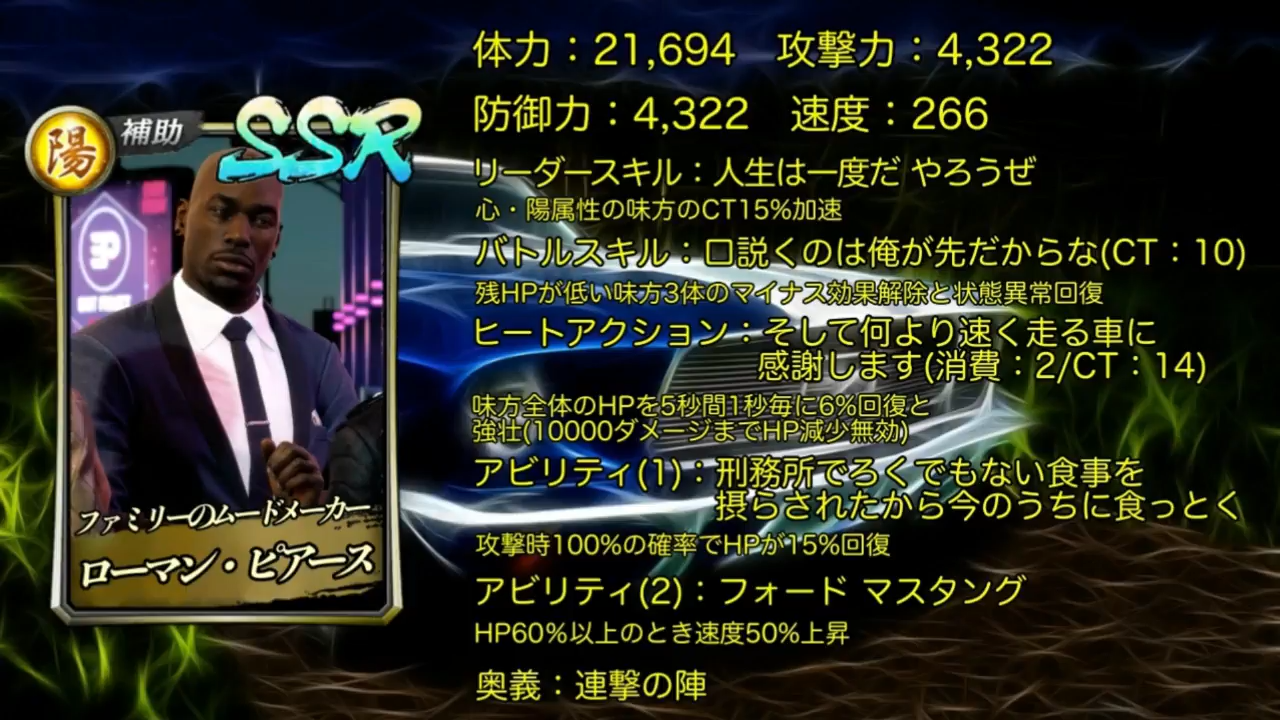 体力：21,694　攻撃力：4,322
防御力：4,322　速度：266
陽
補助
SSR
リーダースキル：人生は一度だ やろうぜ
心・陽属性の味方のCT15%加速
バトルスキル：口説くのは俺が先だからな(CT：10)
残HPが低い味方3体のマイナス効果解除と状態異常回復
ヒートアクション：そして何より速く走る車に
感謝します(消費：2/CT：14)
味方全体のHPを5秒間1秒毎に6%回復と
強壮(10000ダメージまでHP減少無効)
アビリティ(1)：刑務所でろくでもない食事を
摂らされたから今のうちに食っとく
攻撃時100%の確率でHPが15%回復
アビリティ(2)：フォード マスタング
HP60%以上のとき速度50%上昇
奥義：連撃の陣
ファミリーのムードメーカー
ローマン・ピアース